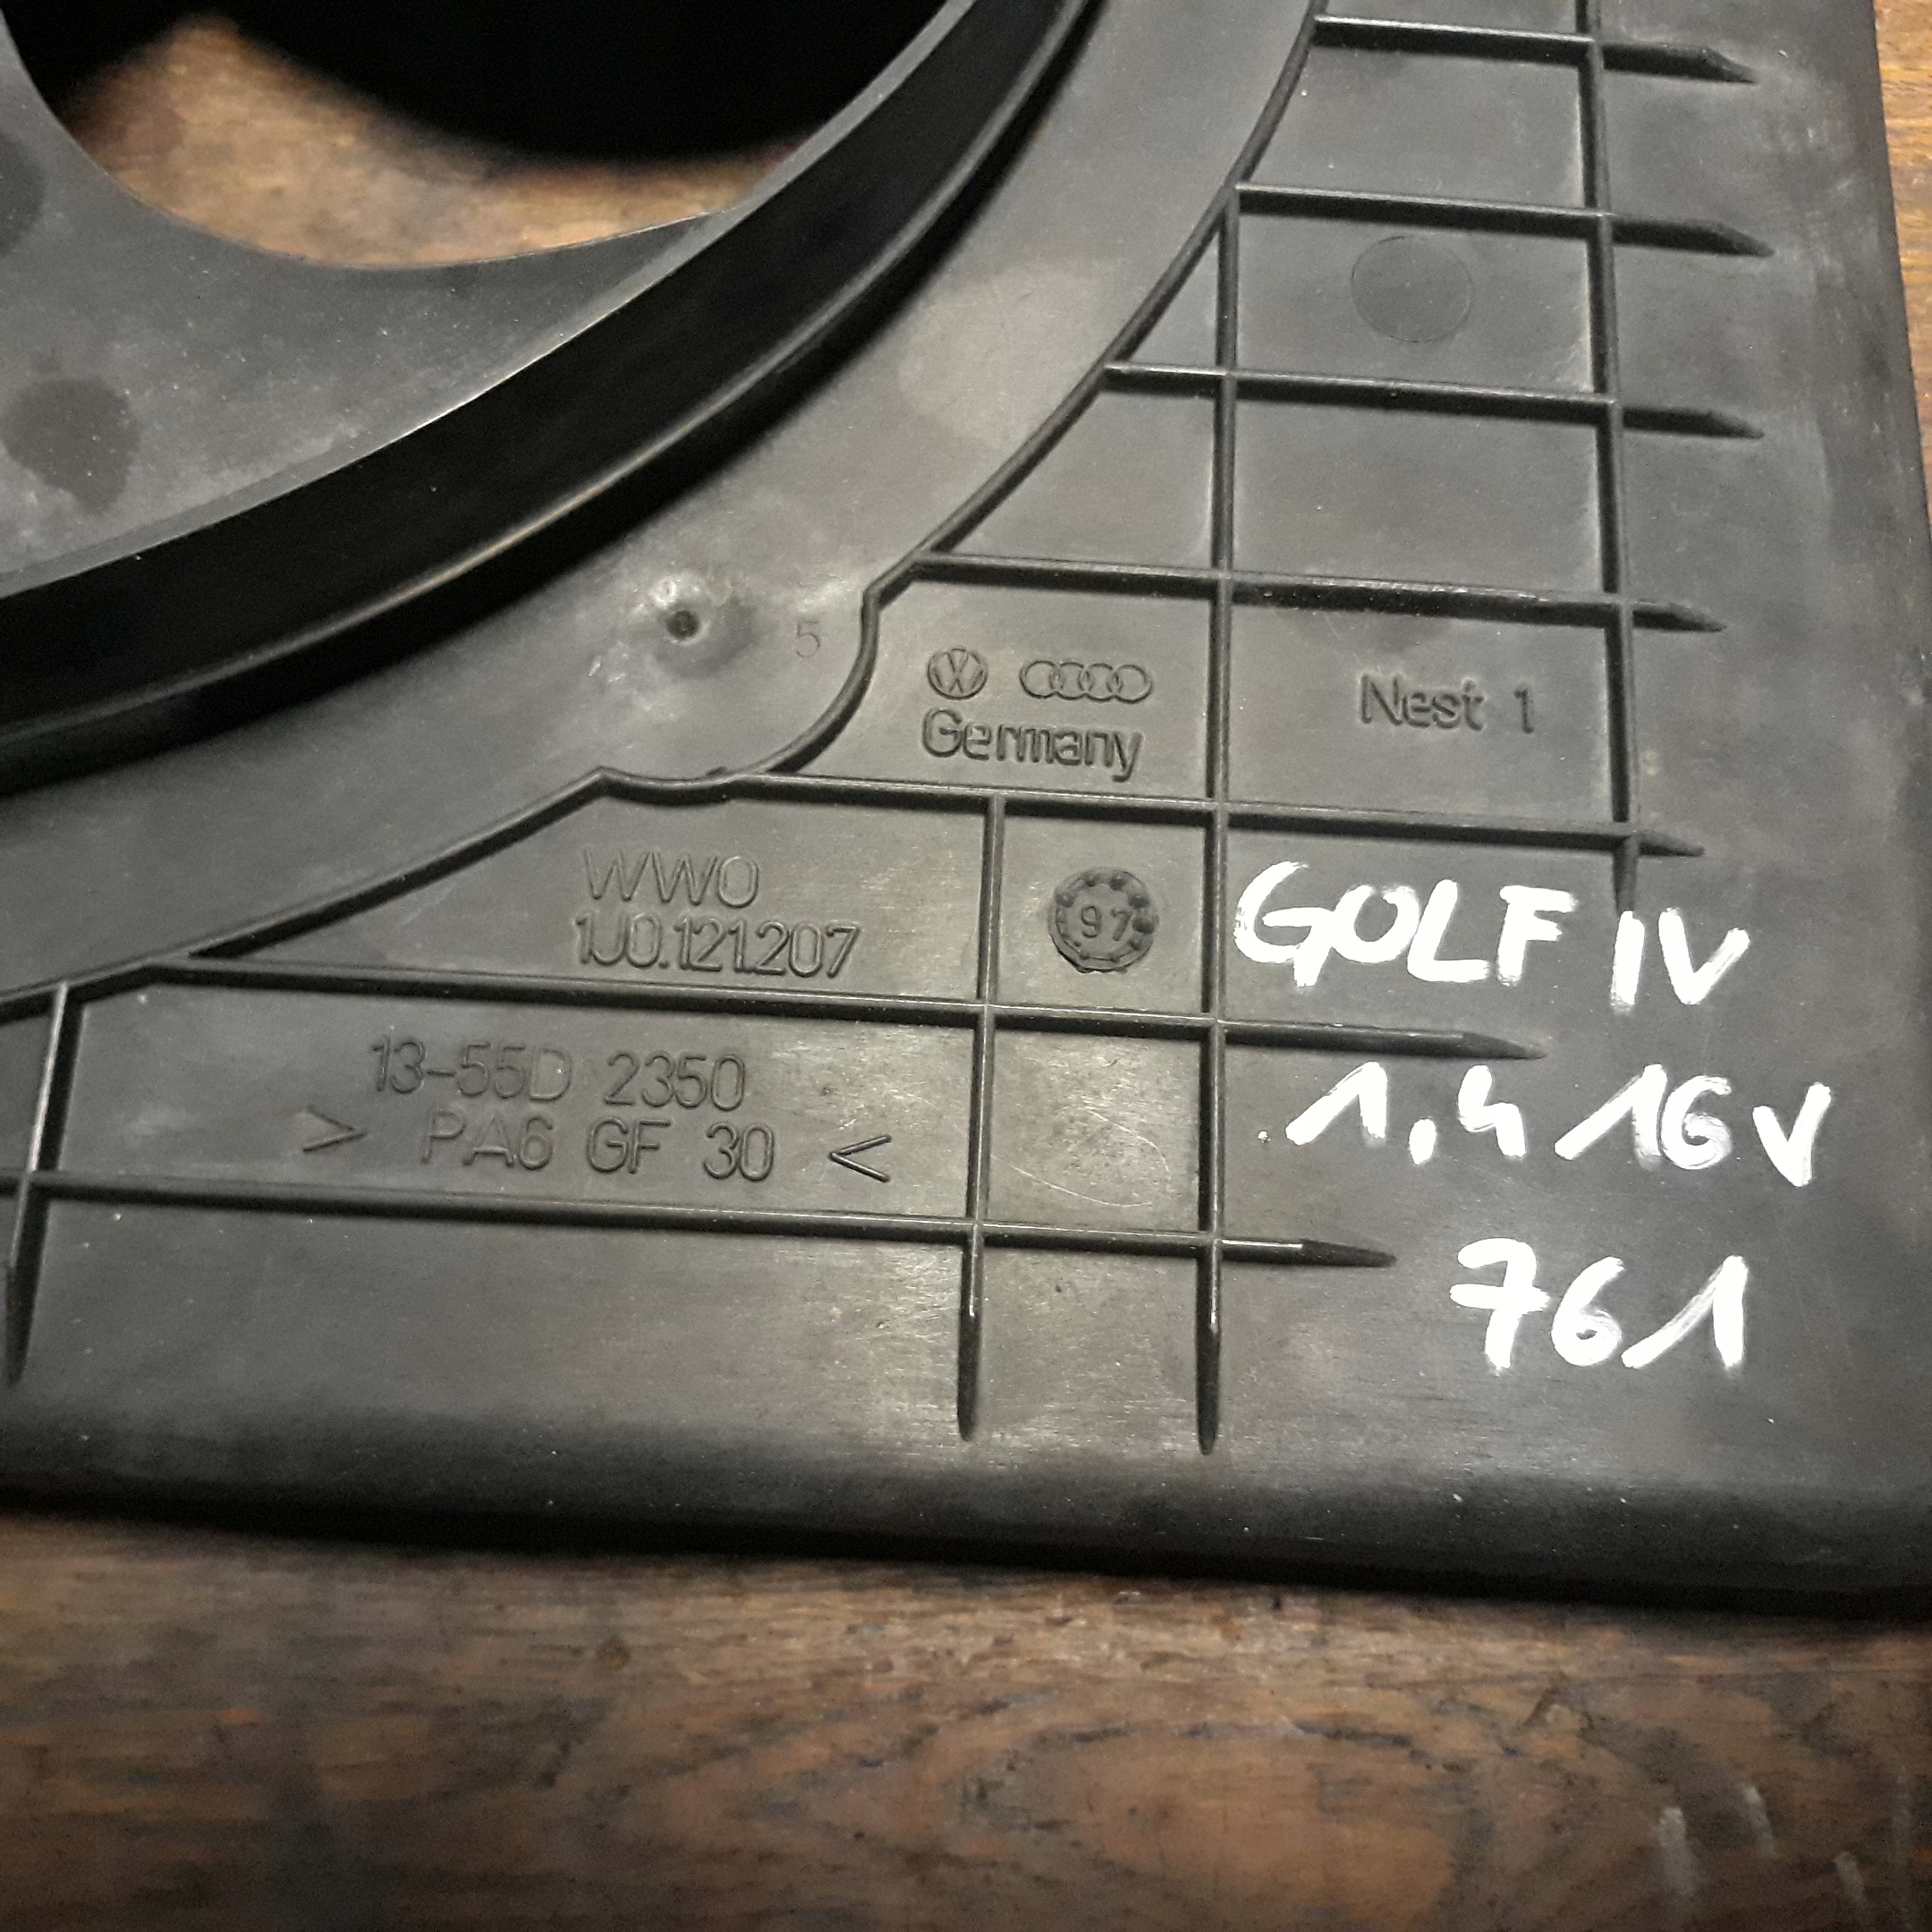 5
Germany
Nest 1
WWO
1J0.121.207
97
13-55D 2350
> PA6 GF 30 <
GOLF IV
1,4 16V
761